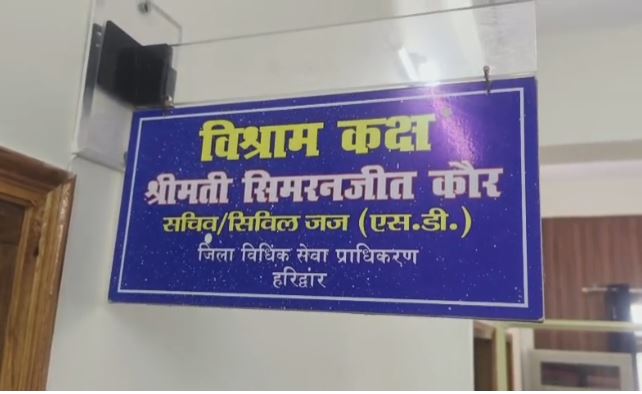 विश्राम कक्ष
श्रीमती सिमरनजीत कौर
सचिव/सिविल जज (एस.डी.)
जिला विधिक सेवा प्राधिकरण
हरिद्वार